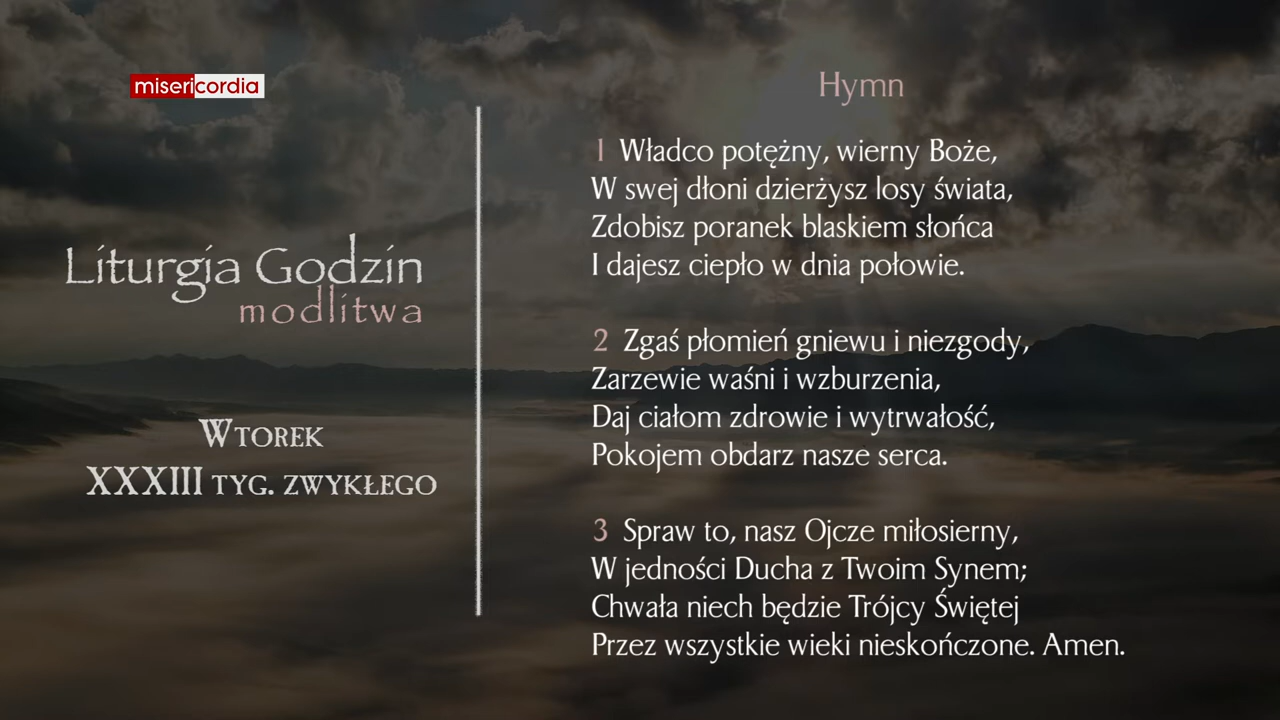 misericordia
Liturgia Godzin
modlitwa
Wtorek
XXXIII tyg. zwykłego
Hymn
1 Władco potężny, wierny Boże,
W swej dłoni dzierżysz losy świata,
Zdobisz poranek blaskiem słońca
I dajesz ciepło w dnia połowie.
2 Zgaś płomień gniewu i niezgody,
Zarzewie waśni i wzburzenia,
Daj ciałom zdrowie i wytrwałość,
Pokojem obdarz nasze serca.
3 Spraw to, nasz Ojcze miłosierny,
W jedności Ducha z Twoim Synem;
Chwała niech będzie Trójcy Świętej
Przez wszystkie wieki nieskończone. Amen.